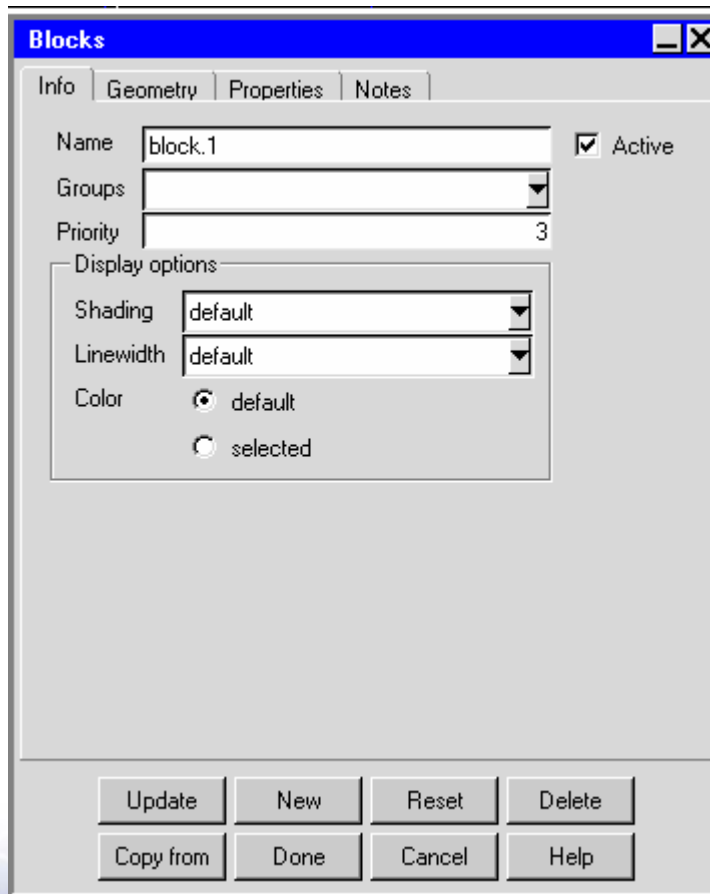 Blocks
Info Geometry Properties Notes
Name block.1 Active
Groups
Priority 3
Display options
Shading default
Linewidth default
Color default
selected
Update New Reset Delete
Copy from Done Cancel Help